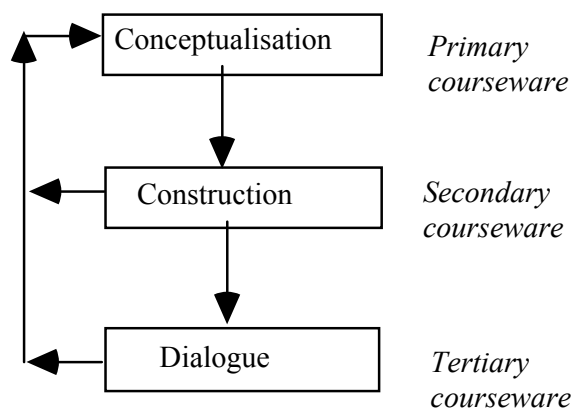 Conceptualisation
Primary
courseware
Construction
Secondary
courseware
Dialogue
Tertiary
courseware